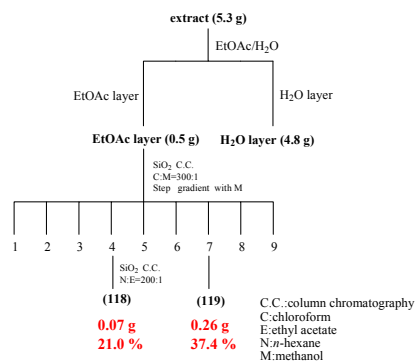 extract (5.3 g)
EtOAc/H₂O
EtOAc layer
H₂O layer
EtOAc layer (0.5 g)
H₂O layer (4.8 g)
SiO₂ C.C.
C:M=300:1
Step gradient with M
1 2 3 4 5 6 7 8 9
SiO₂ C.C.
N:E=200:1
(118)
(119)
0.07 g
0.26 g
21.0 %
37.4 %
C.C.:column chromatography
C:chloroform
E:ethyl acetate
N:n-hexane
M:methanol